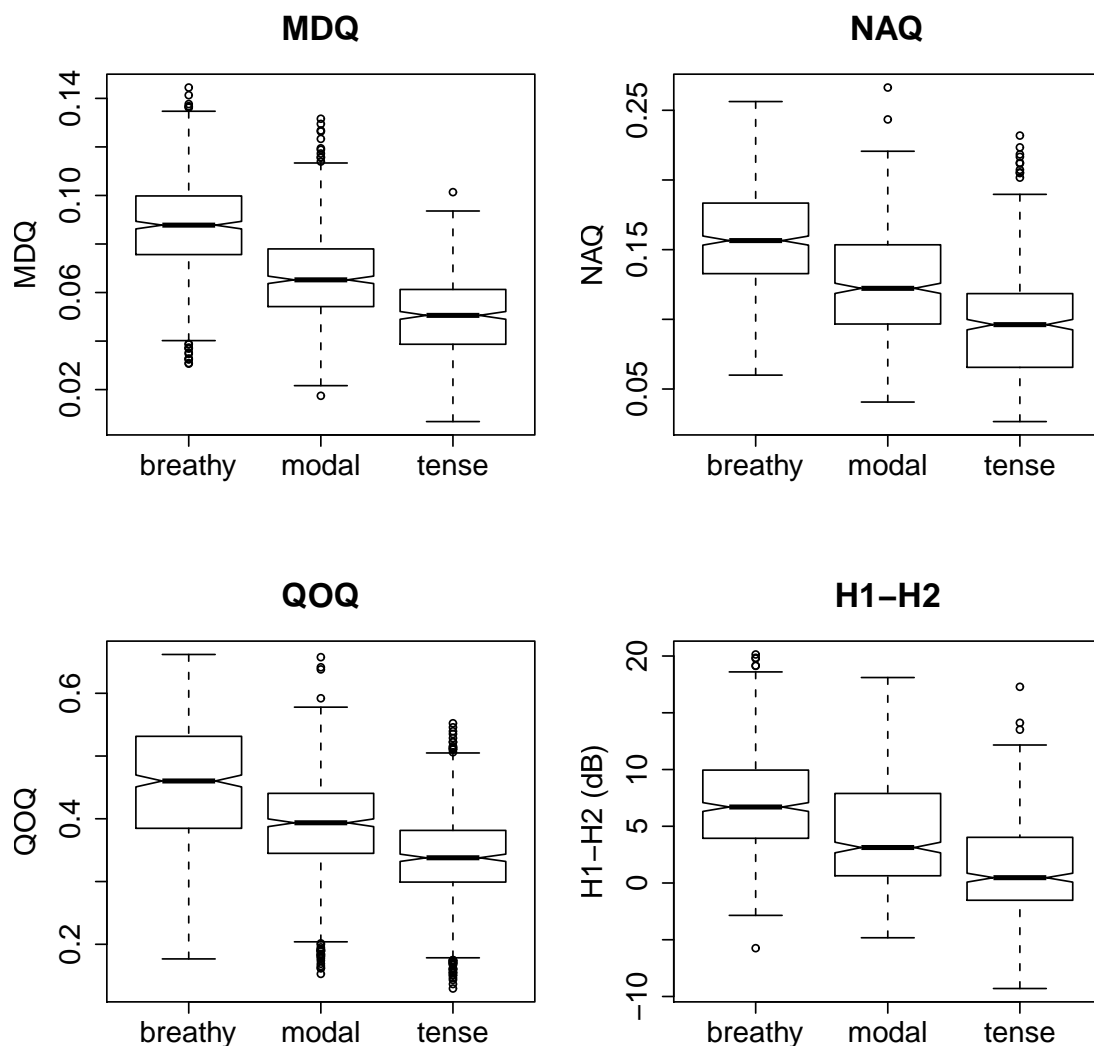 MDQ
MDQ
0.14
0.10
0.06
0.02
breathy modal tense
NAQ
NAQ
0.25
0.15
0.05
breathy modal tense
QOQ
QOQ
0.6
0.4
0.2
breathy modal tense
H1−H2
H1−H2 (dB)
20
10
5
0
−10
breathy modal tense